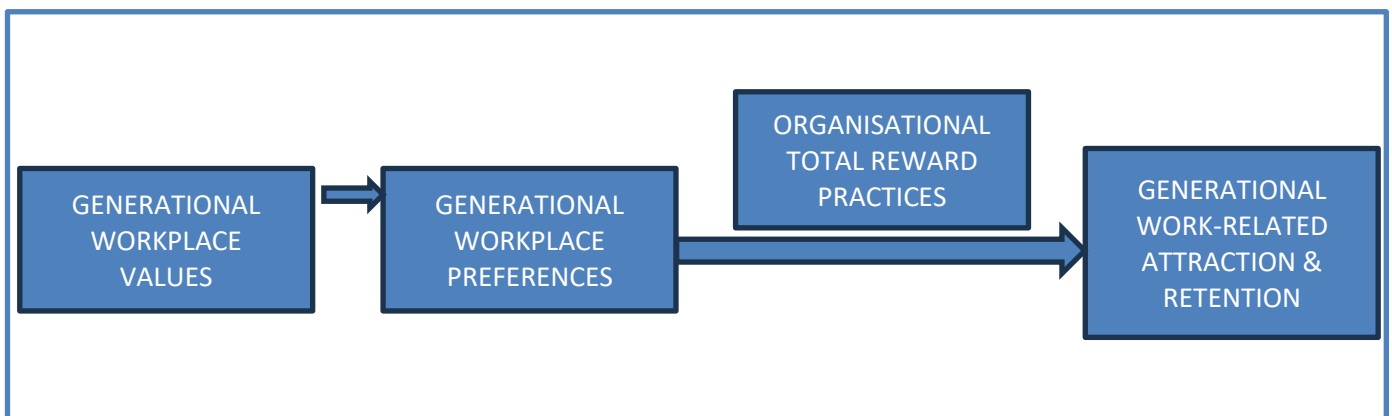 GENERATIONAL
WORKPLACE
VALUES
GENERATIONAL
WORKPLACE
PREFERENCES
ORGANISATIONAL
TOTAL REWARD
PRACTICES
GENERATIONAL
WORK-RELATED
ATTRACTION &
RETENTION